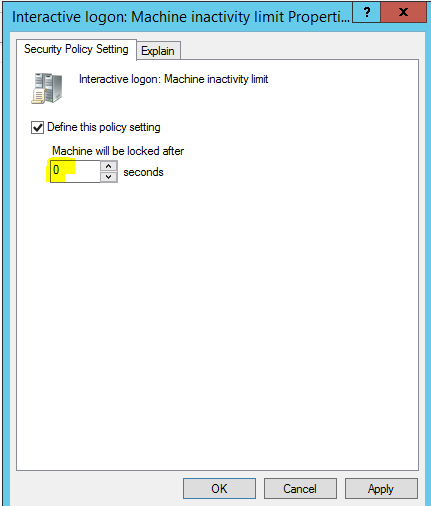 Interactive logon: Machine inactivity limit Properti...
?
x
Security Policy Setting
Explain
Interactive logon: Machine inactivity limit
Define this policy setting
Machine will be locked after
0 seconds
OK
Cancel
Apply